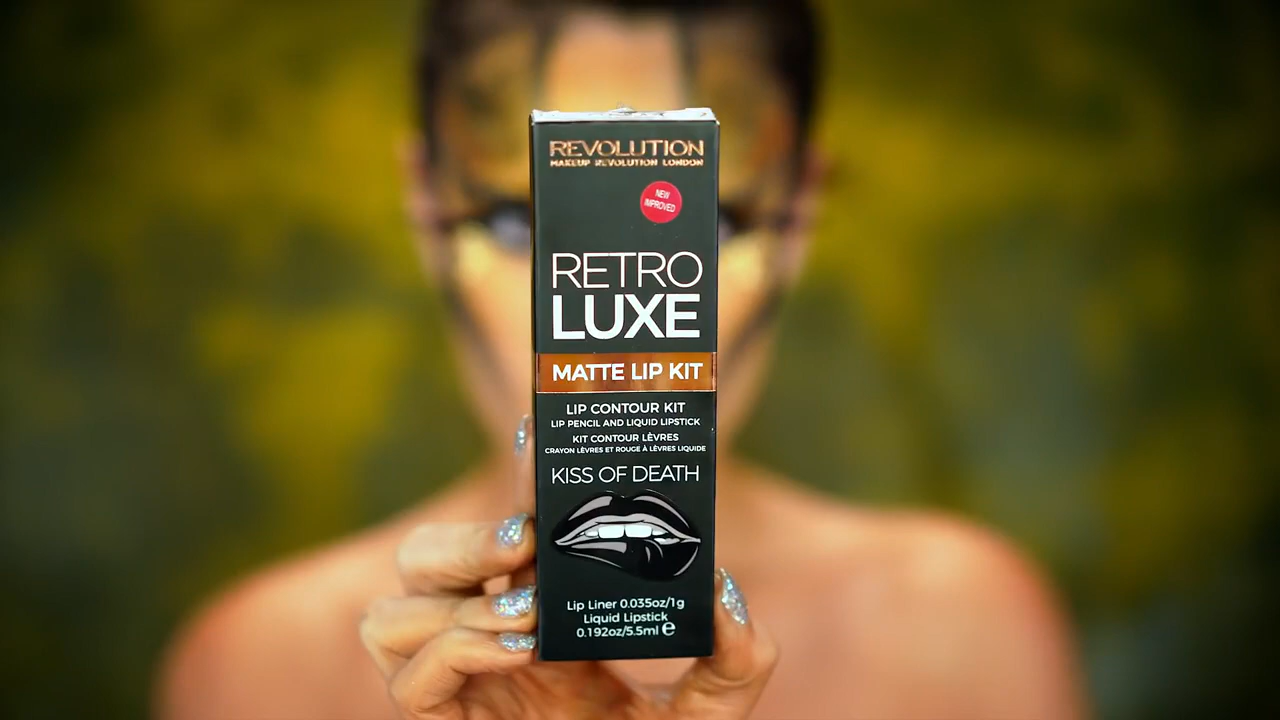 REVOLUTION
MAKEUP REVOLUTION LONDON
NEW
IMPROVED
RETRO
LUXE
MATTE LIP KIT
LIP CONTOUR KIT
LIP PENCIL AND LIQUID LIPSTICK
KIT CONTOUR LÈVRES
CRAYON LÈVRES ET ROUGE À LÈVRES LIQUIDE
KISS OF DEATH
Lip Liner 0.035oz/1g
Liquid Lipstick
0.192oz/5.5ml ℮